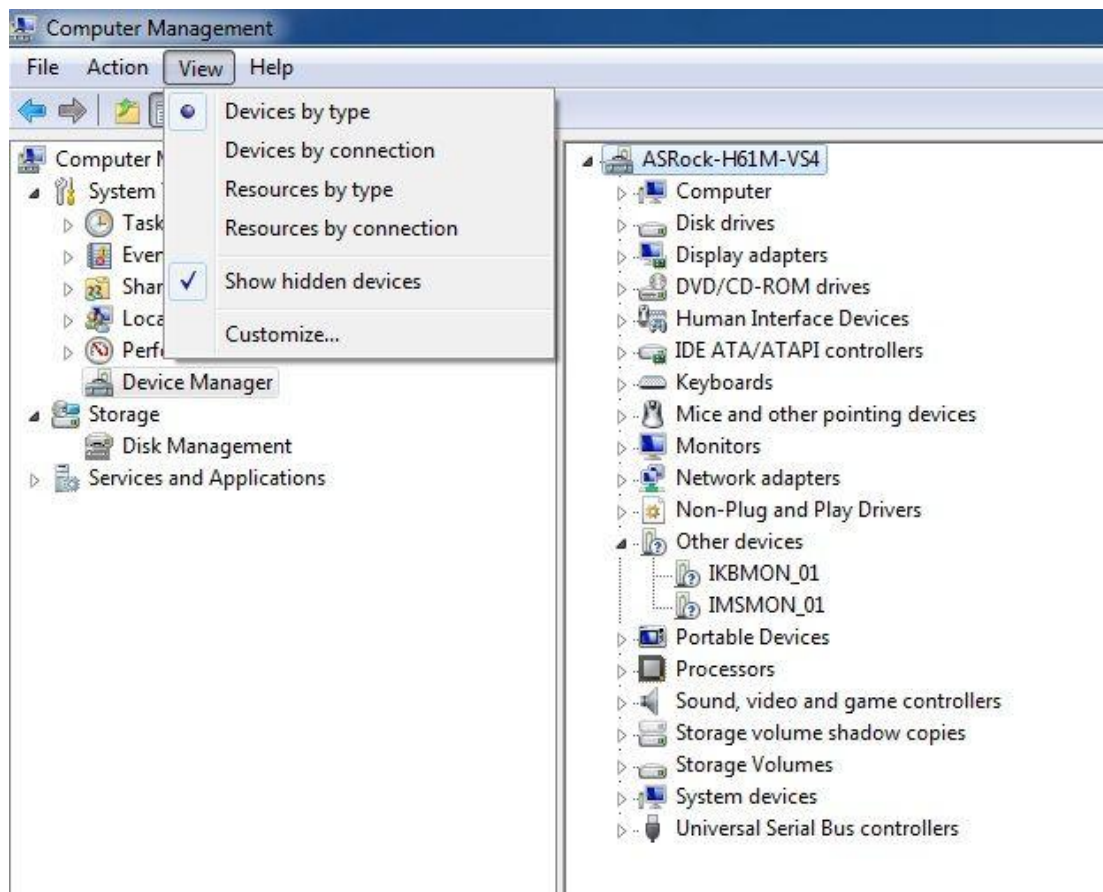 Computer Management
File Action View Help
Devices by type
Devices by connection
Resources by type
Resources by connection
Show hidden devices
Customize...
Computer M
System
Task
Even
Shar
Loca
Perf
Device Manager
Storage
Disk Management
Services and Applications
ASRock-H61M-VS4
Computer
Disk drives
Display adapters
DVD/CD-ROM drives
Human Interface Devices
IDE ATA/ATAPI controllers
Keyboards
Mice and other pointing devices
Monitors
Network adapters
Non-Plug and Play Drivers
Other devices
IKBMON_01
IMSMON_01
Portable Devices
Processors
Sound, video and game controllers
Storage volume shadow copies
Storage Volumes
System devices
Universal Serial Bus controllers